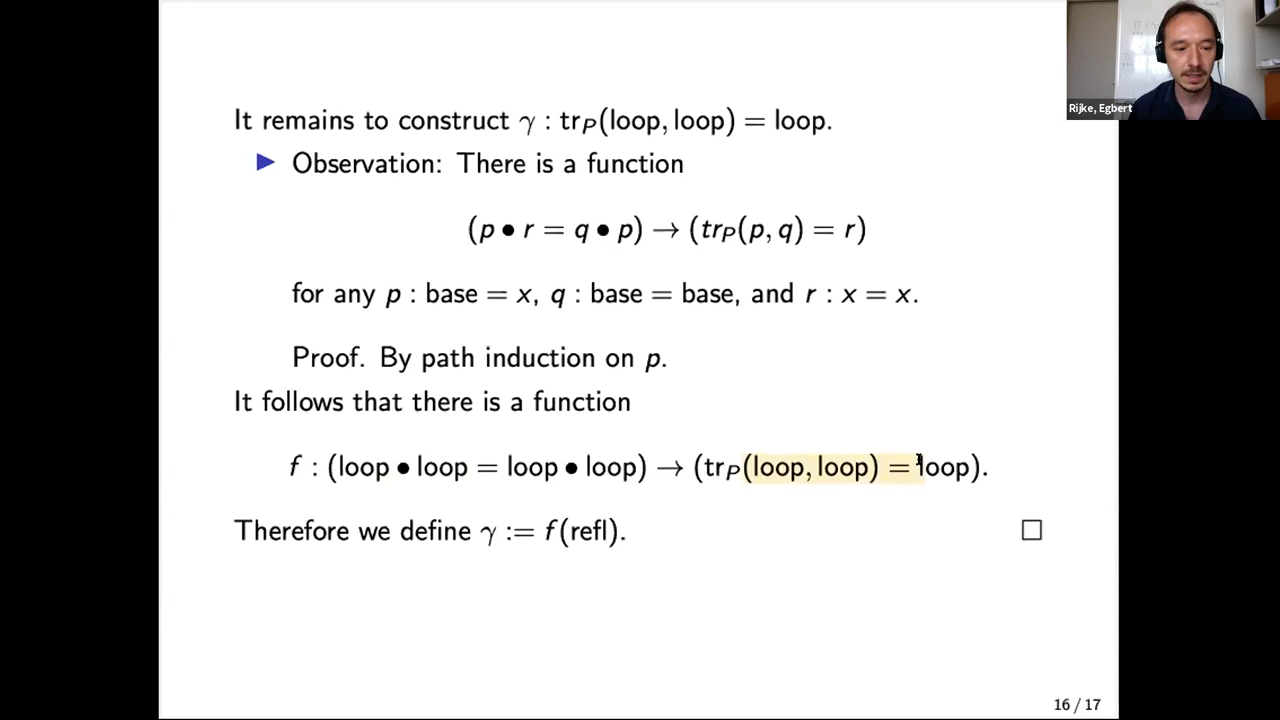 It remains to construct γ : tr_P(loop, loop) = loop.
▶ Observation: There is a function
(p • r = q • p) → (tr_P(p, q) = r)
for any p : base = x, q : base = base, and r : x = x.
Proof. By path induction on p.
It follows that there is a function
f : (loop • loop = loop • loop) → (tr_P(loop, loop) = loop).
Therefore we define γ := f(refl). □
16 / 17
Rijke, Egbert